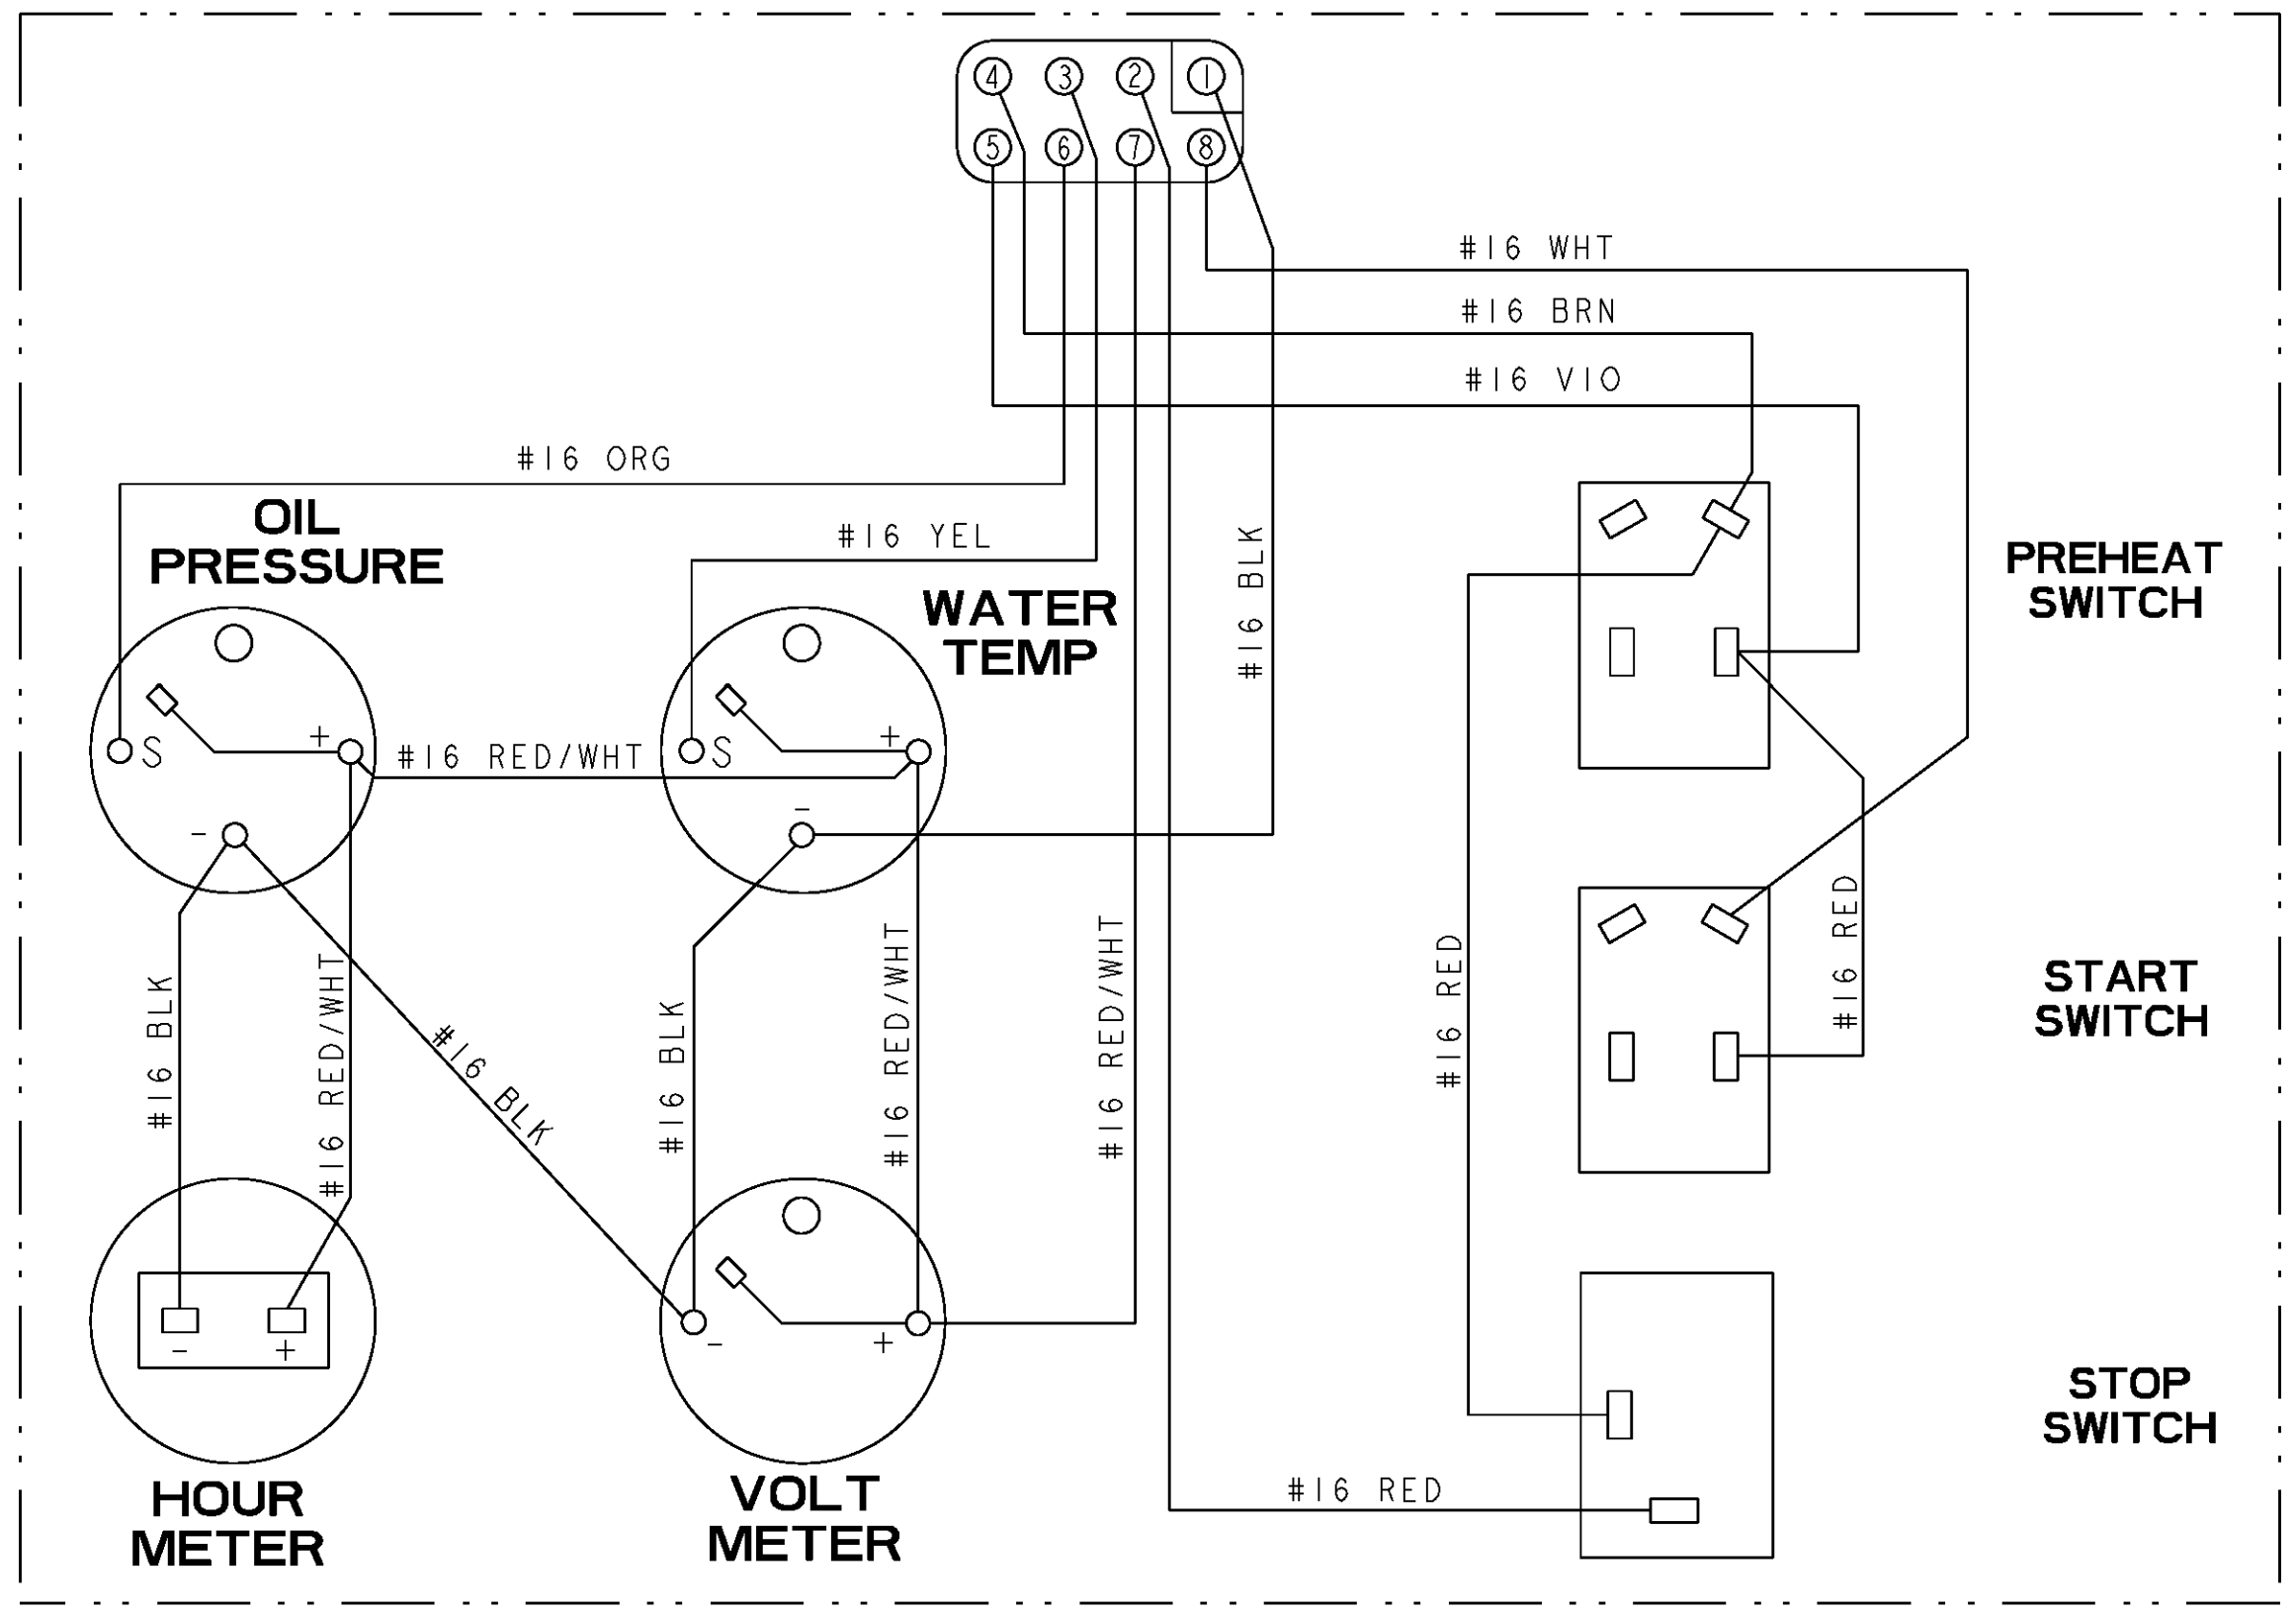 4 3 2 1
5 6 7 8
#16 WHT
#16 BRN
#16 VIO
#16 ORG
#16 YEL
#16 BLK
OIL
PRESSURE
WATER
TEMP
PREHEAT
SWITCH
S
+
-
#16 RED/WHT
S
+
-
#16 BLK
#16 RED/WHT
#16 BLK
#16 BLK
#16 RED/WHT
#16 RED/WHT
#16 RED
#16 RED
START
SWITCH
- +
- +
STOP
SWITCH
#16 RED
HOUR
METER
VOLT
METER